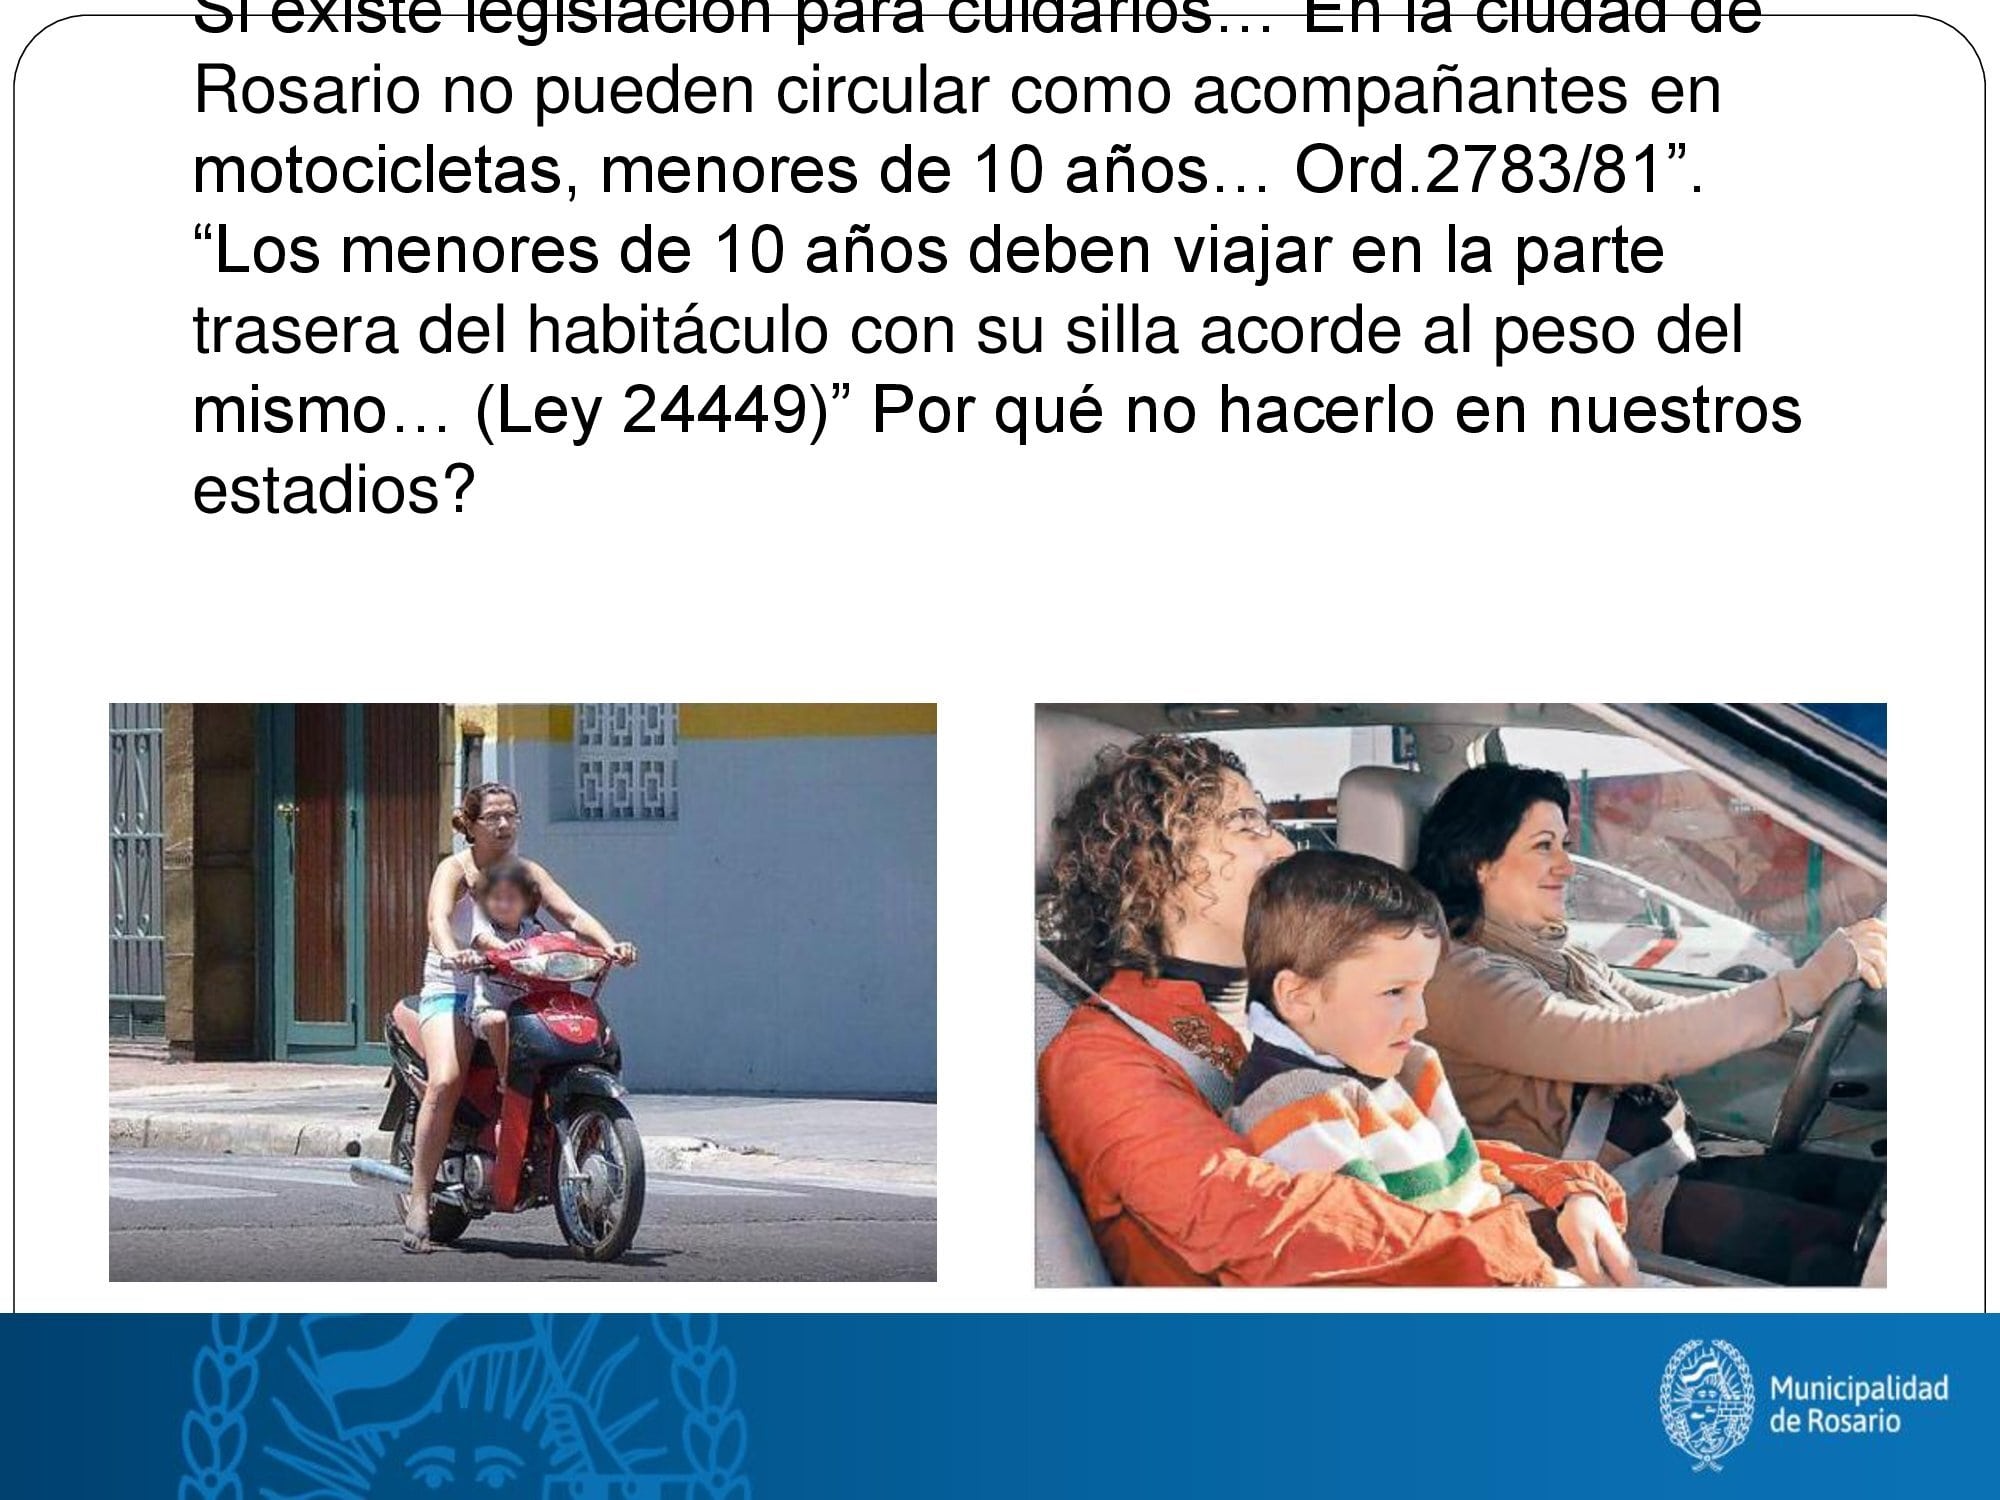 Si existe legislación para cuidarlos… “En la ciudad de
Rosario no pueden circular como acompañantes en
motocicletas, menores de 10 años… Ord.2783/81”.
“Los menores de 10 años deben viajar en la parte
trasera del habitáculo con su silla acorde al peso del
mismo… (Ley 24449)” Por qué no hacerlo en nuestros
estadios?
Municipalidad
de Rosario